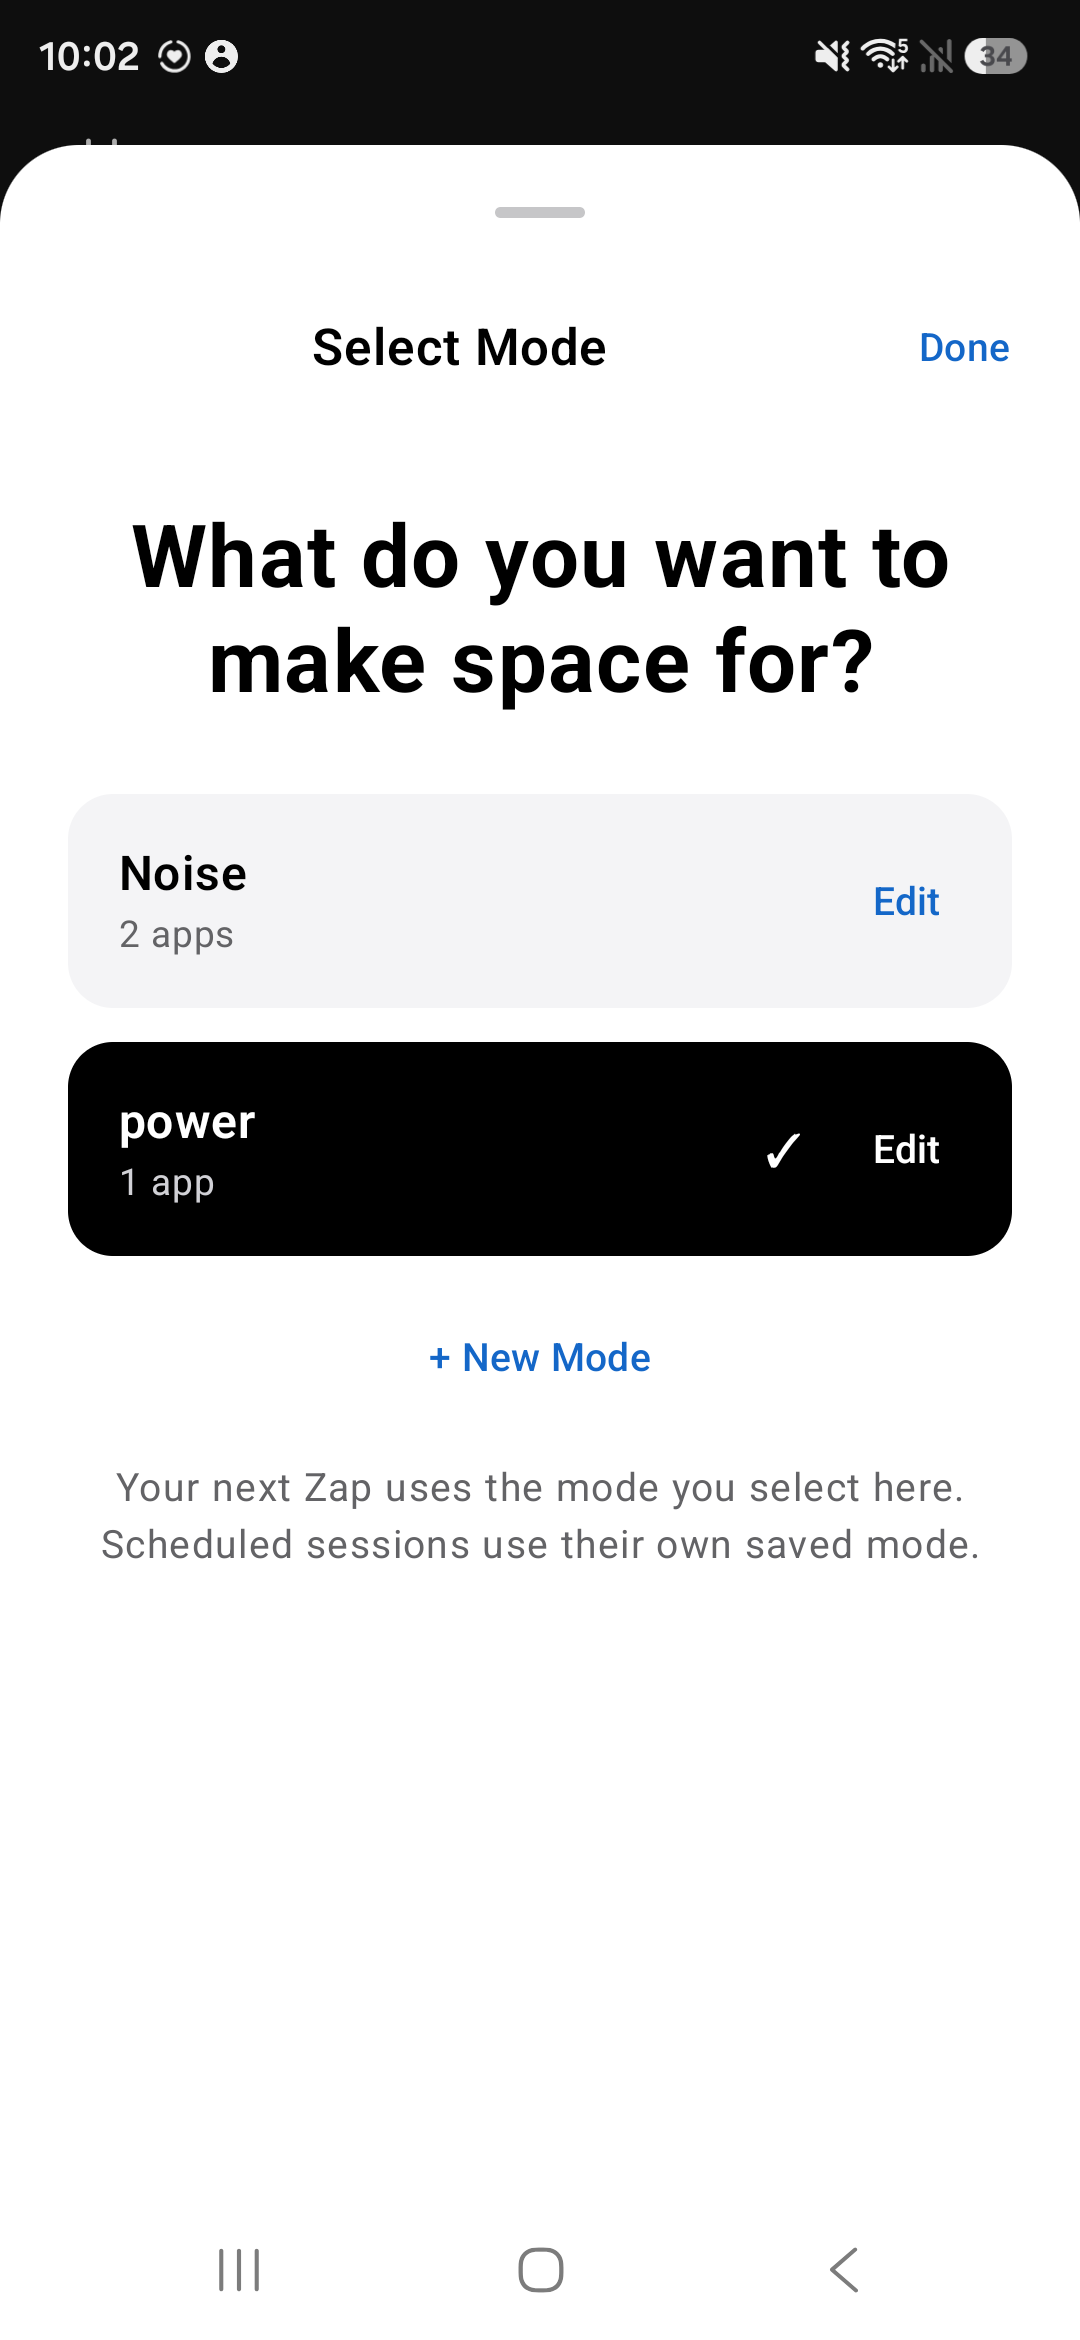 10:02
5
34
Select Mode
Done
What do you want to
make space for?
Noise
2 apps
Edit
power
1 app
✓
Edit
+ New Mode
Your next Zap uses the mode you select here.
Scheduled sessions use their own saved mode.